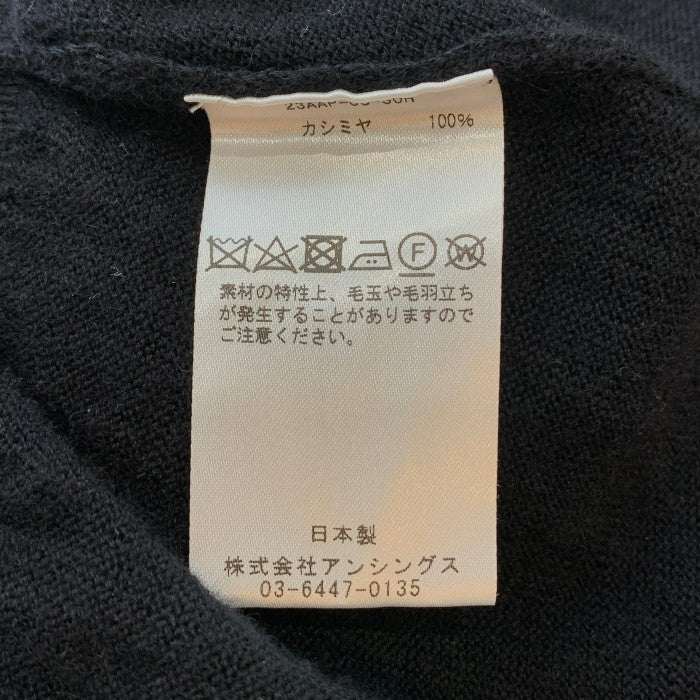 カシミヤ 100%
F W
素材の特性上、毛玉や毛羽立ち
が発生することがありますので
ご注意ください。
日本製
株式会社アンシングス
03-6447-0135